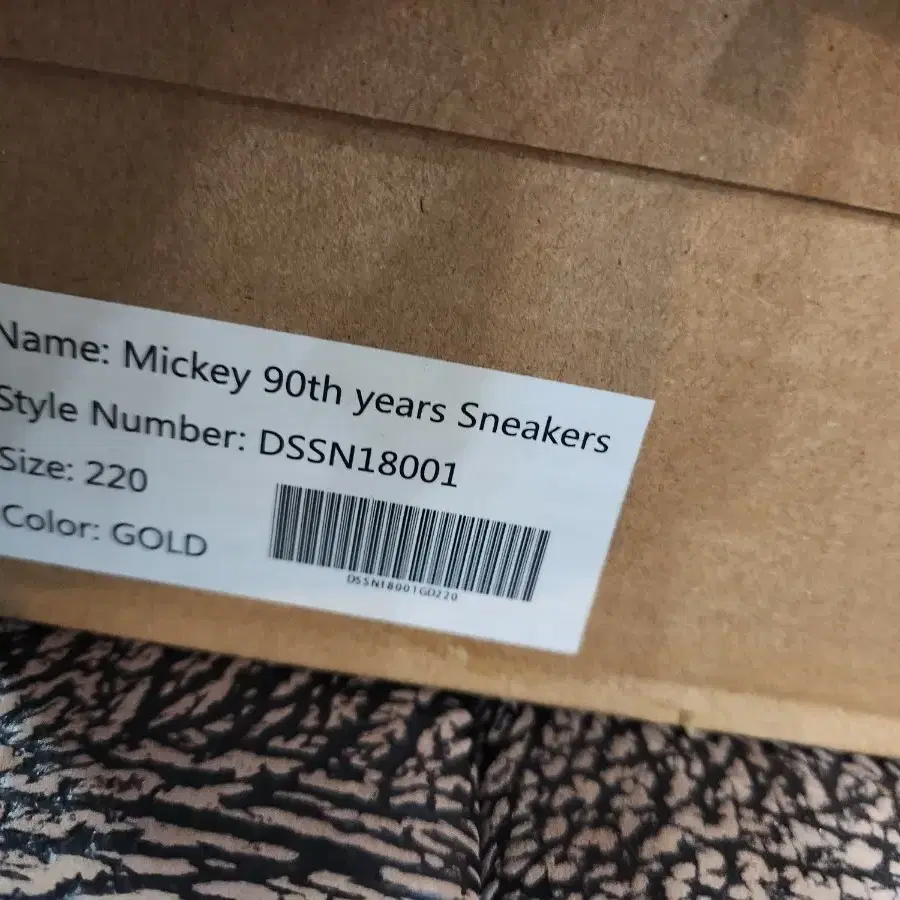 Name: Mickey 90th years Sneakers
Style Number: DSSN18001
Size: 220
Color: GOLD
DSSN18001GD220